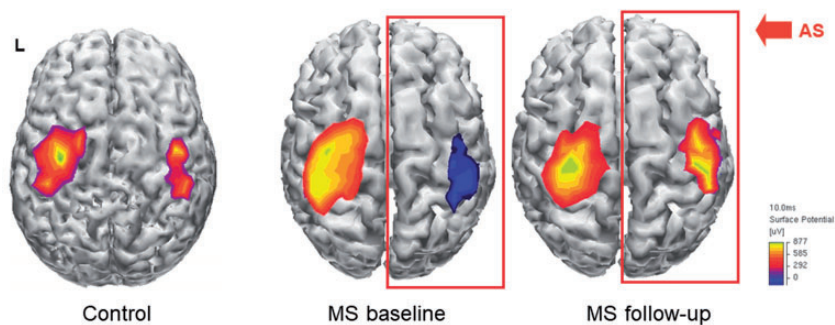 L
AS
10.0ms
Surface Potential
[uV]
877
585
292
0
Control
MS baseline
MS follow-up